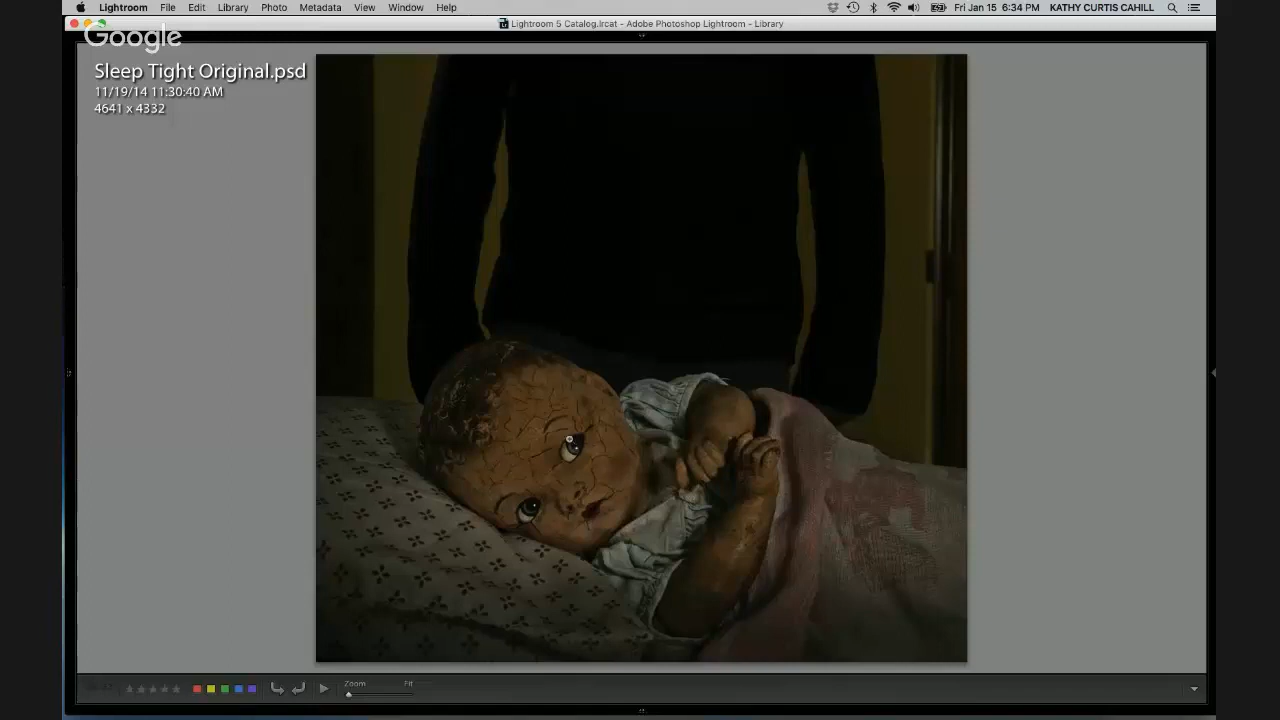 Lightroom File Edit Library Photo Metadata View Window Help Fri Jan 15 6:34 PM KATHY CURTIS CAHILL
Lightroom 5 Catalog.lrcat - Adobe Photoshop Lightroom - Library
Google
Sleep Tight Original.psd
11/19/14 11:30:40 AM
4641 x 4332
Zoom Fit